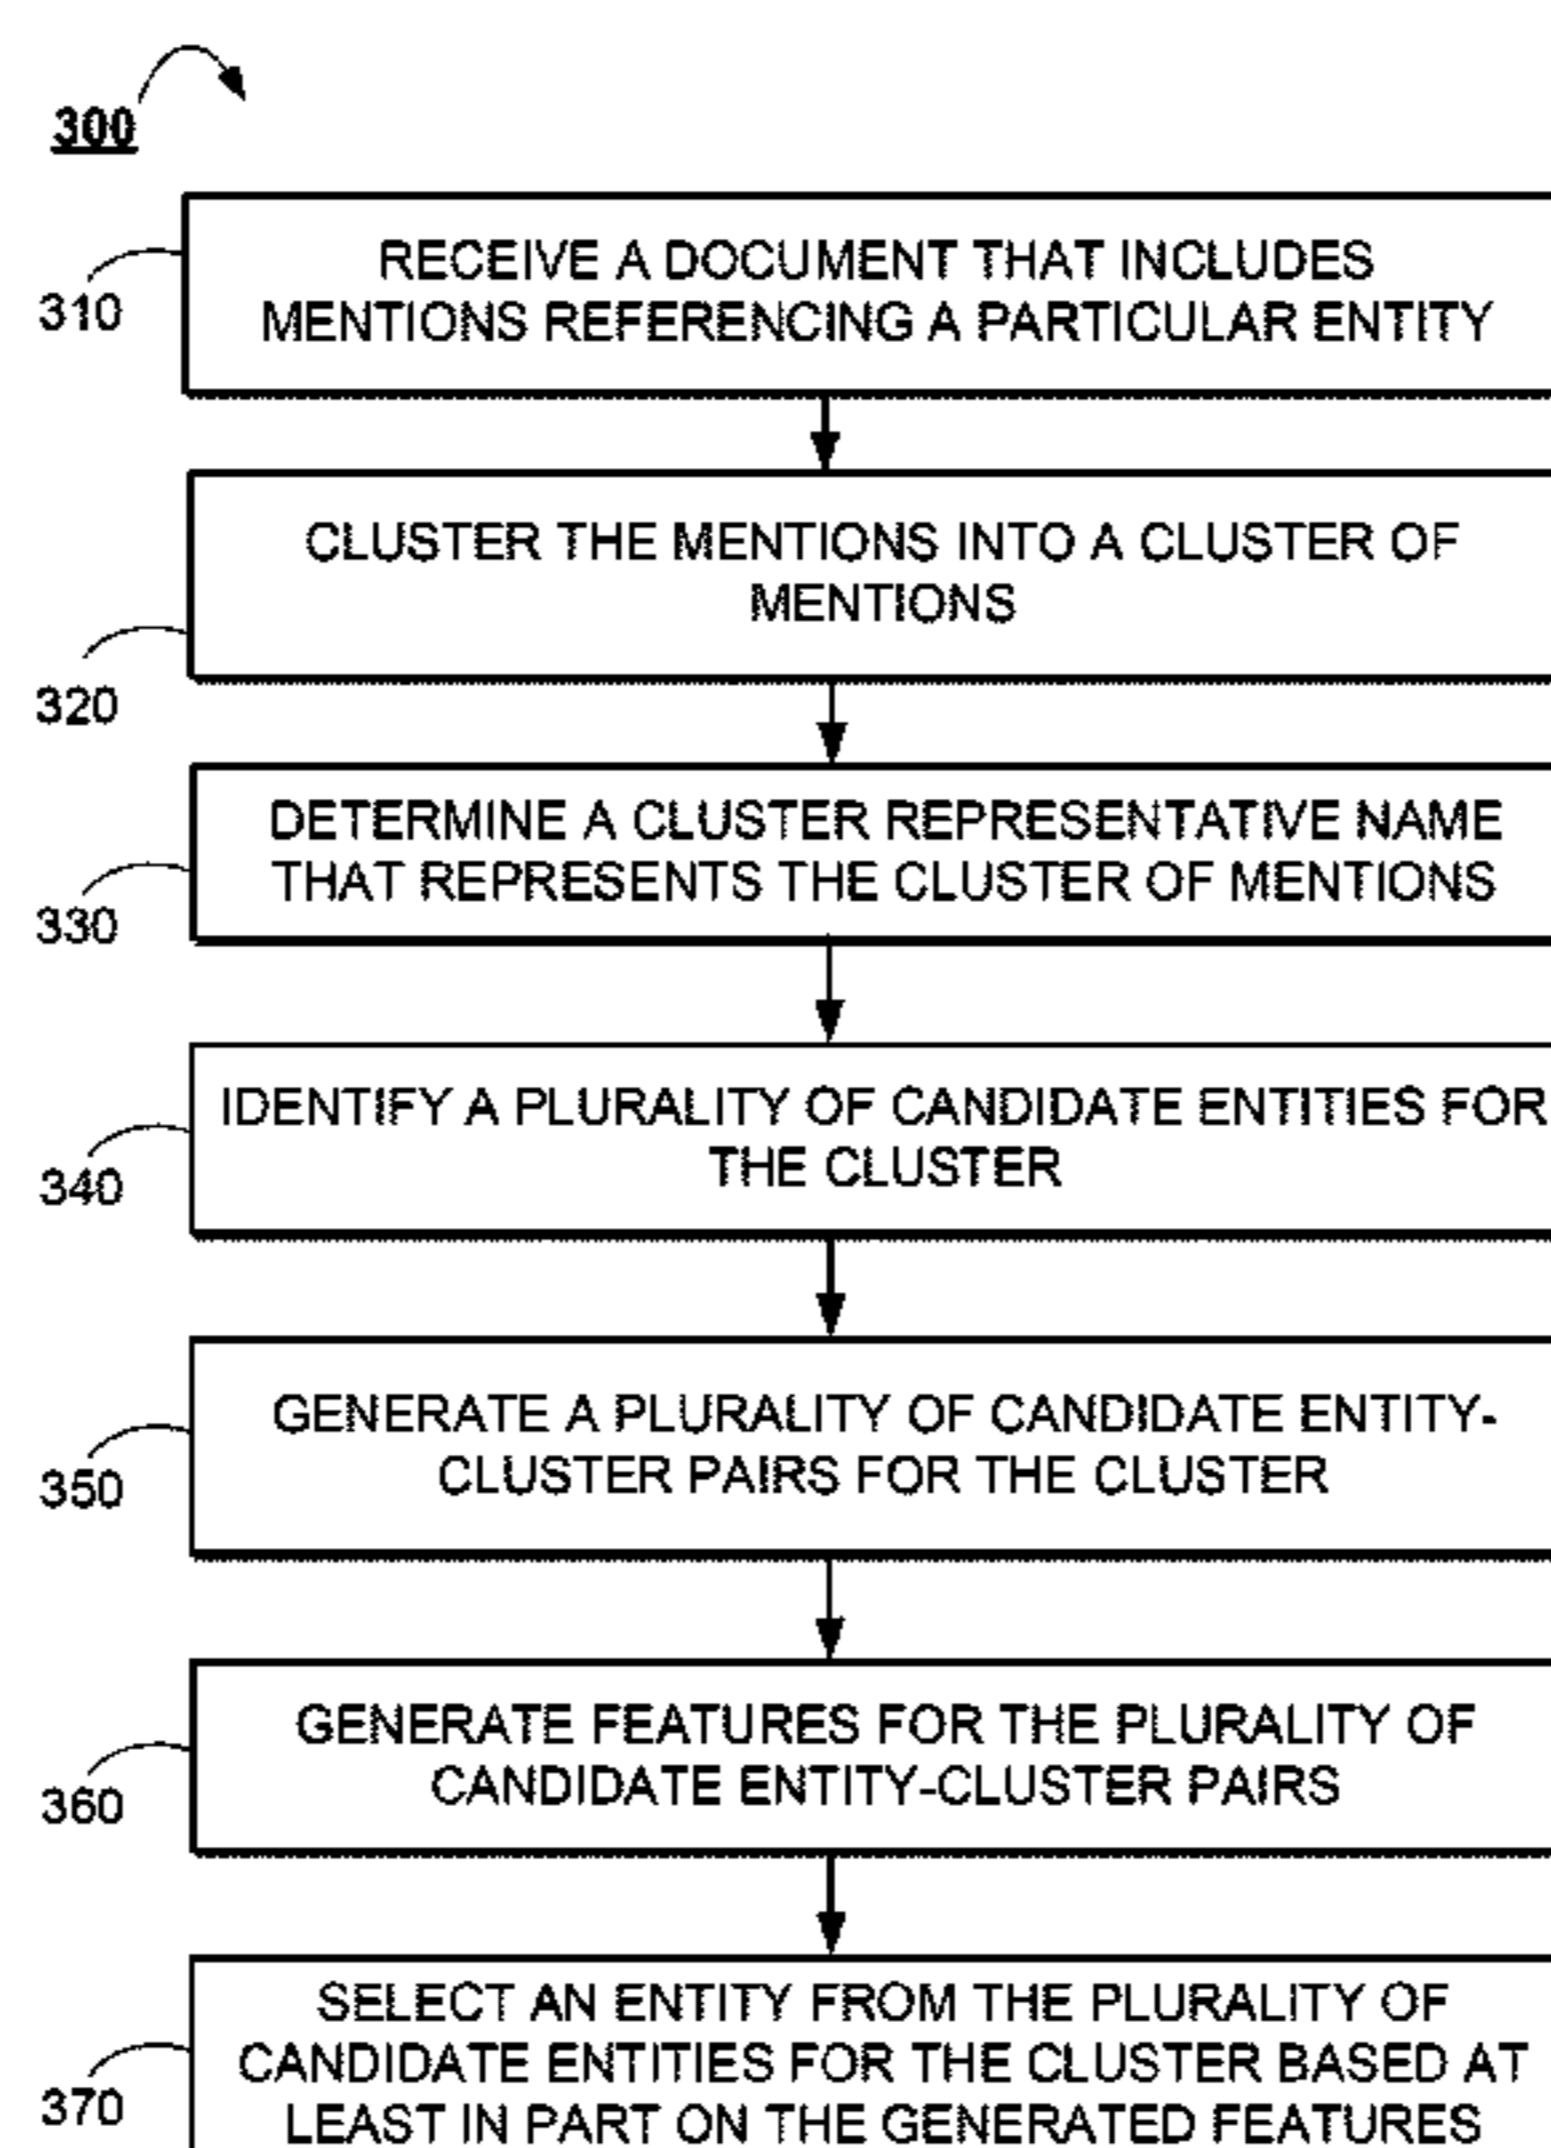 300
310
RECEIVE A DOCUMENT THAT INCLUDES
MENTIONS REFERENCING A PARTICULAR ENTITY
320
CLUSTER THE MENTIONS INTO A CLUSTER OF
MENTIONS
330
DETERMINE A CLUSTER REPRESENTATIVE NAME
THAT REPRESENTS THE CLUSTER OF MENTIONS
340
IDENTIFY A PLURALITY OF CANDIDATE ENTITIES FOR
THE CLUSTER
350
GENERATE A PLURALITY OF CANDIDATE ENTITY-
CLUSTER PAIRS FOR THE CLUSTER
360
GENERATE FEATURES FOR THE PLURALITY OF
CANDIDATE ENTITY-CLUSTER PAIRS
370
SELECT AN ENTITY FROM THE PLURALITY OF
CANDIDATE ENTITIES FOR THE CLUSTER BASED AT
LEAST IN PART ON THE GENERATED FEATURES